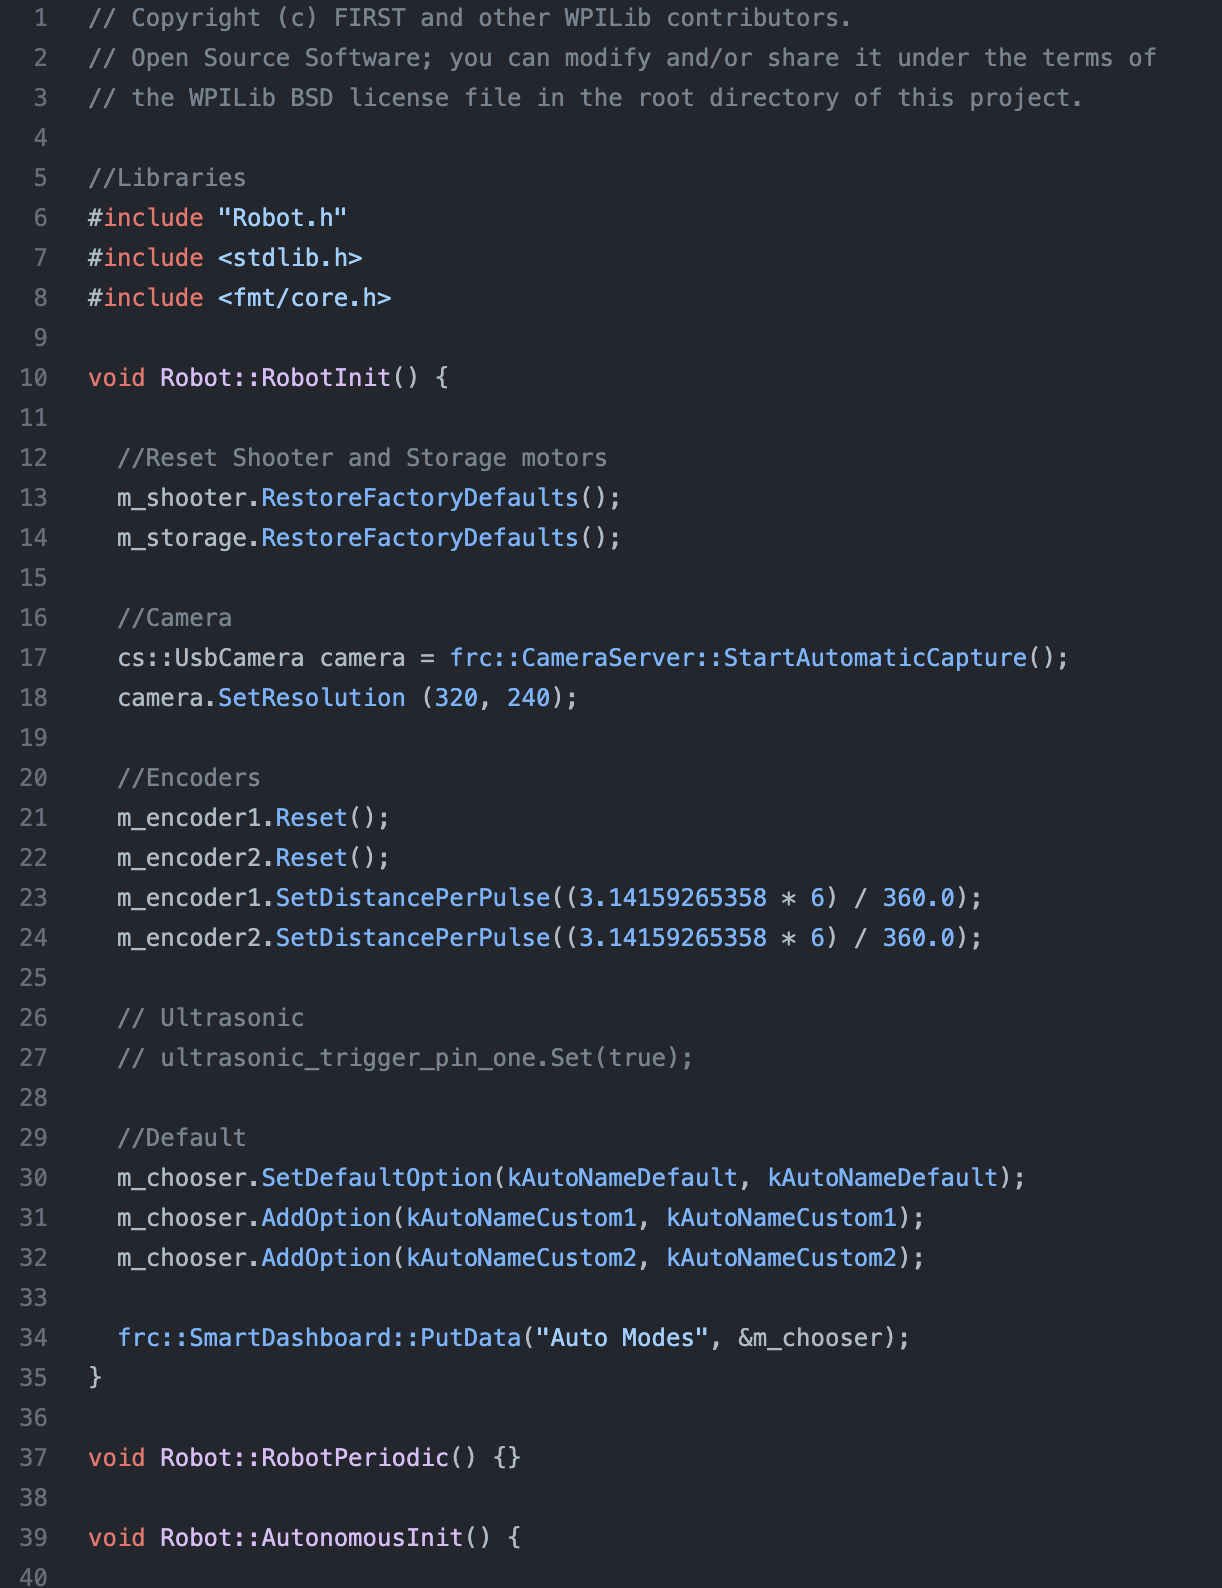 1 // Copyright (c) FIRST and other WPILib contributors.
2 // Open Source Software; you can modify and/or share it under the terms of
3 // the WPILib BSD license file in the root directory of this project.
4
5 //Libraries
6 #include "Robot.h"
7 #include <stdlib.h>
8 #include <fmt/core.h>
9
10 void Robot::RobotInit() {
11
12   //Reset Shooter and Storage motors
13   m_shooter.RestoreFactoryDefaults();
14   m_storage.RestoreFactoryDefaults();
15
16   //Camera
17   cs::UsbCamera camera = frc::CameraServer::StartAutomaticCapture();
18   camera.SetResolution (320, 240);
19
20   //Encoders
21   m_encoder1.Reset();
22   m_encoder2.Reset();
23   m_encoder1.SetDistancePerPulse((3.14159265358 * 6) / 360.0);
24   m_encoder2.SetDistancePerPulse((3.14159265358 * 6) / 360.0);
25
26   // Ultrasonic
27   // ultrasonic_trigger_pin_one.Set(true);
28
29   //Default
30   m_chooser.SetDefaultOption(kAutoNameDefault, kAutoNameDefault);
31   m_chooser.AddOption(kAutoNameCustom1, kAutoNameCustom1);
32   m_chooser.AddOption(kAutoNameCustom2, kAutoNameCustom2);
33
34   frc::SmartDashboard::PutData("Auto Modes", &m_chooser);
35 }
36
37 void Robot::RobotPeriodic() {}
38
39 void Robot::AutonomousInit() {
40